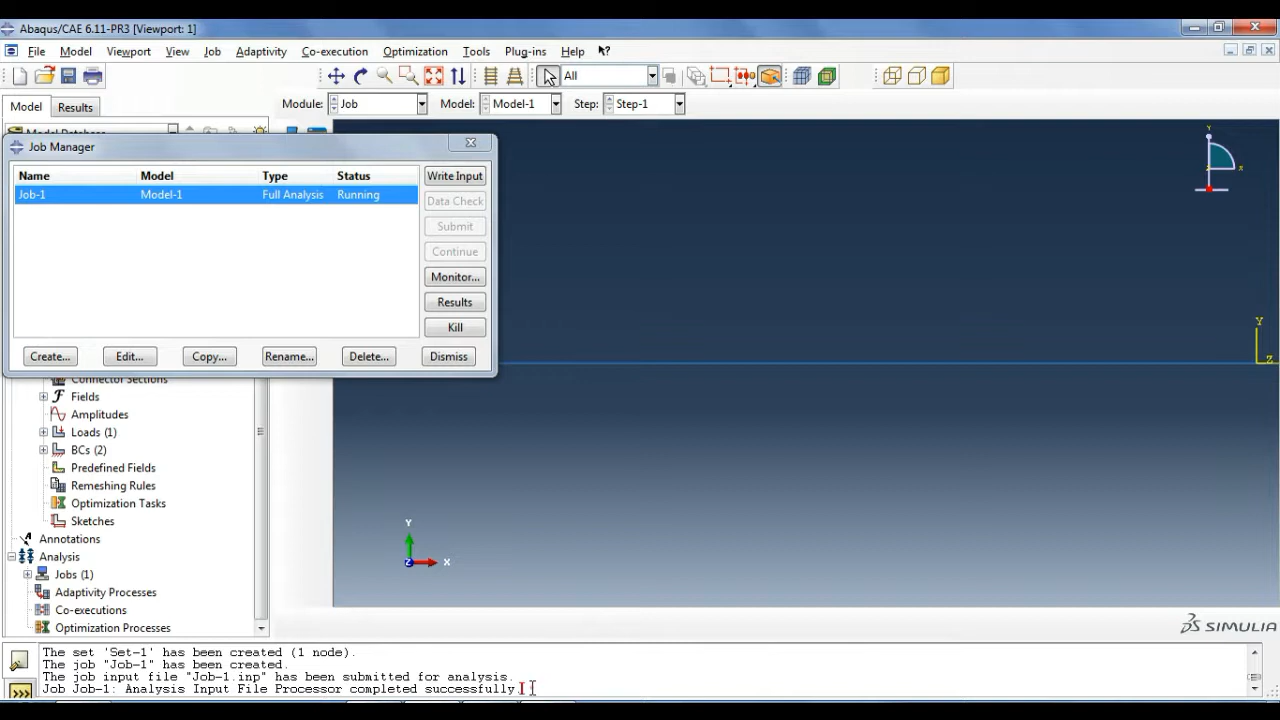 Abaqus/CAE 6.11-PR3 [Viewport: 1]
File Model Viewport View Job Adaptivity Co-execution Optimization Tools Plug-ins Help
All
Model Results Module: Job Model: Model-1 Step: Step-1
Model Database
Job Manager
Name Model Type Status Write Input
Job-1 Model-1 Full Analysis Running Data Check
Submit
Continue
Monitor...
Results
Kill
Create... Edit... Copy... Rename... Delete... Dismiss
Connector Sections
Fields
Amplitudes
Loads (1)
BCs (2)
Predefined Fields
Remeshing Rules
Optimization Tasks
Sketches
Annotations
Analysis
Jobs (1)
Adaptivity Processes
Co-executions
Optimization Processes
Y
X
Y
Z
Y
Z X
SIMULIA
The set 'Set-1' has been created (1 node).
The job "Job-1" has been created.
The job input file "Job-1.inp" has been submitted for analysis.
Job Job-1: Analysis Input File Processor completed successfully.
>>>